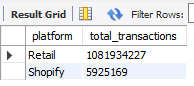 Result Grid Filter Rows:
platform total_transactions
Retail 1081934227
Shopify 5925169